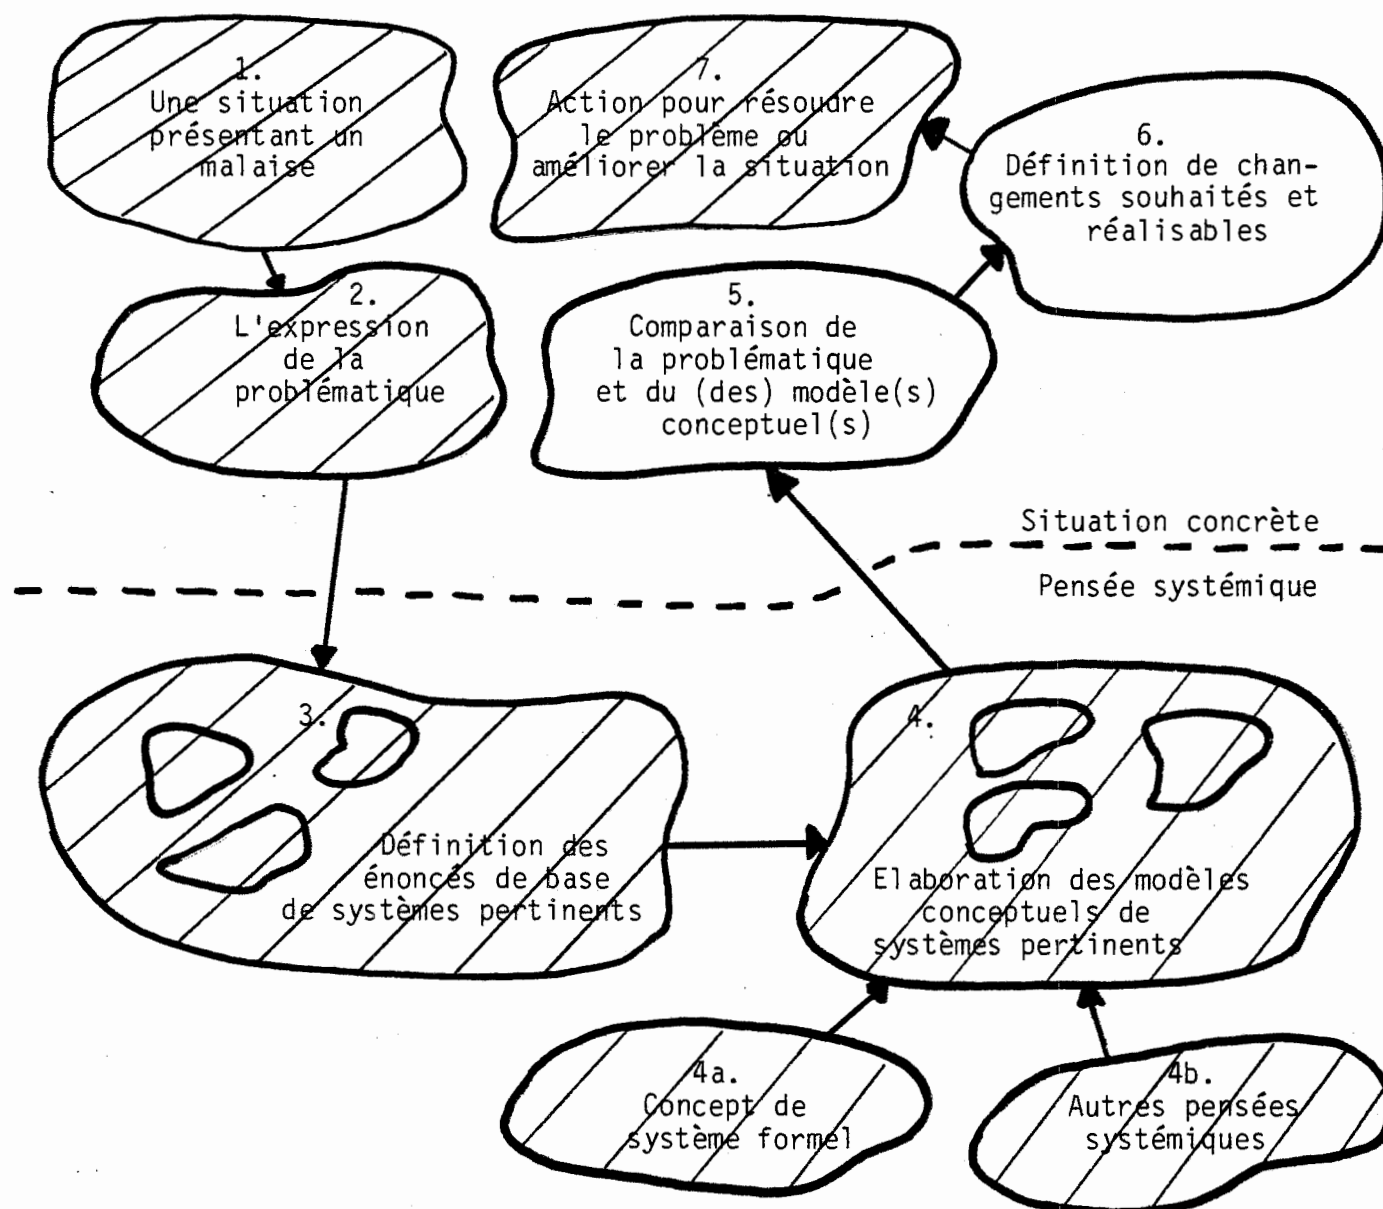 1.
Une situation
présentant un
malaise
7.
Action pour résoudre
le problème ou
améliorer la situation
6.
Définition de chan-
gements souhaités et
réalisables
2.
L'expression
de la
problématique
5.
Comparaison de
la problématique
et du (des) modèle(s)
conceptuel(s)
Situation concrète
Pensée systémique
3.
Définition des
énoncés de base
de systèmes pertinents
4.
Elaboration des modèles
conceptuels de
systèmes pertinents
4a.
Concept de
système formel
4b.
Autres pensées
systémiques